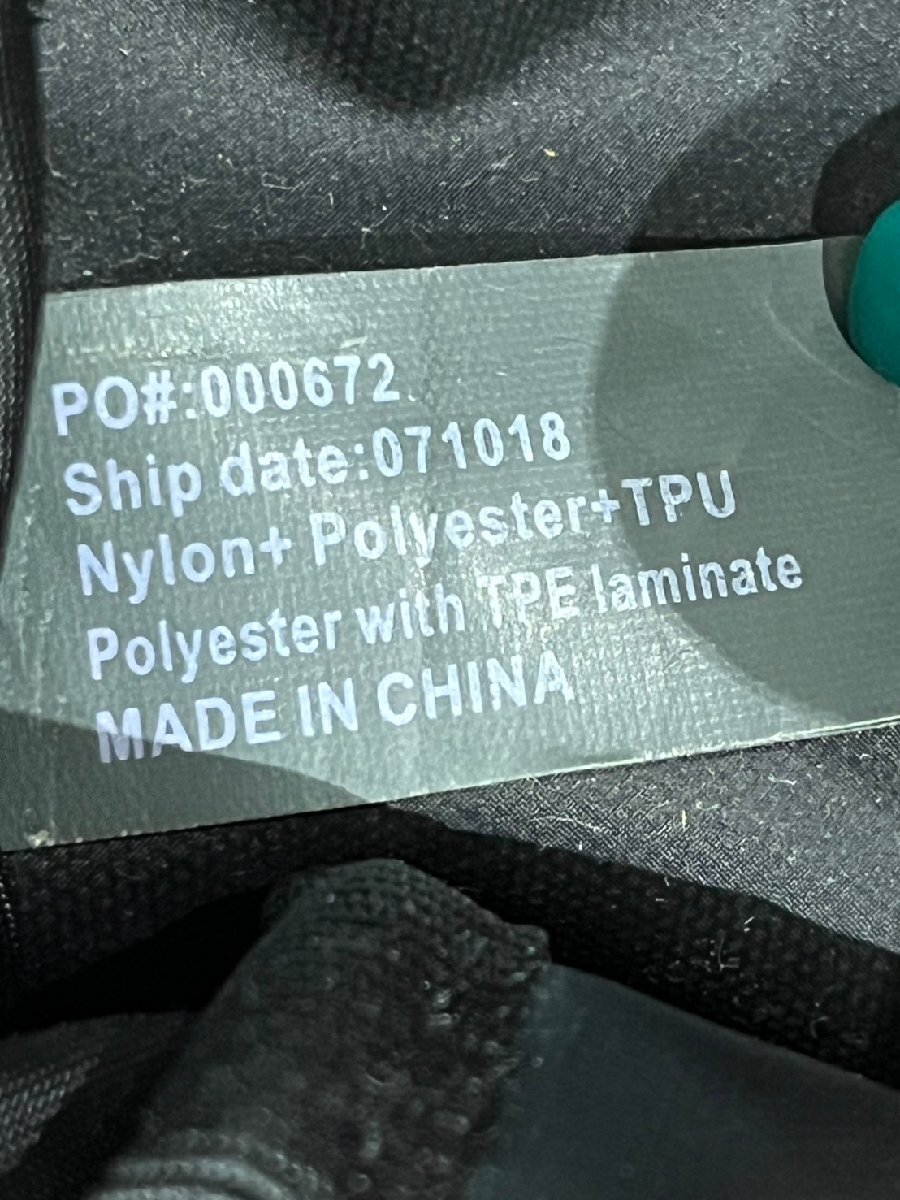 PO#:000672
Ship date:071018
Nylon+ Polyester+TPU
Polyester with TPE laminate
MADE IN CHINA